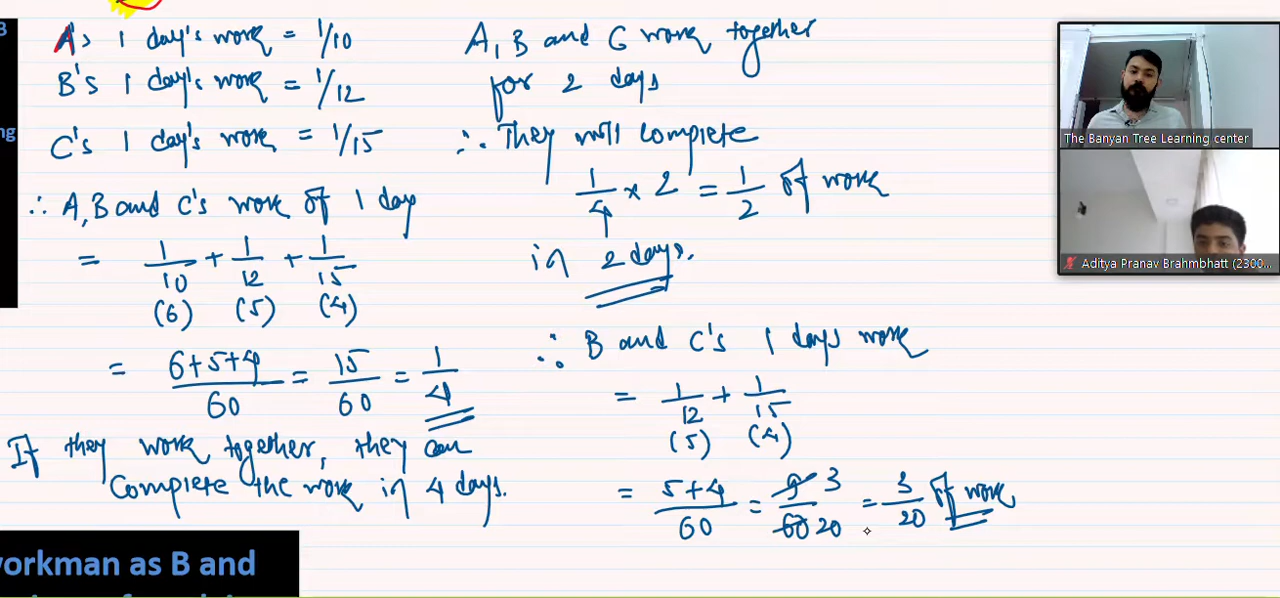 B
ng
A's 1 day's work = 1/10
B's 1 day's work = 1/12
C's 1 day's work = 1/15
∴ A, B and C's work of 1 day
= 1/10 + 1/12 + 1/15
(6) (5) (4)
= 6+5+4/60 = 15/60 = 1/4
If they work together, they can
Complete the work in 4 days.
A, B and C work together
for 2 days
∴ They will complete
1/4 × 2 = 1/2 of work
in 2 days.
∴ B and C's 1 days work
= 1/12 + 1/15
(5) (4)
= 5+4/60 = 9/60 3/20 = 3/20 of work
workman as B and
The Banyan Tree Learning center
Aditya Pranav Brahmbhatt (2300...